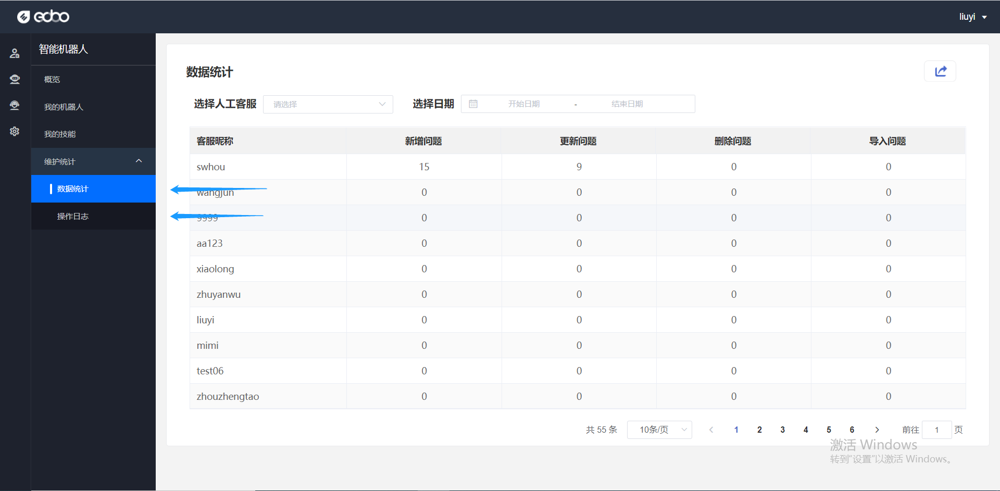 edbo
liuyi
智能机器人
概览
我的机器人
我的技能
维护统计
数据统计
操作日志
数据统计
选择人工客服 请选择 选择日期 开始日期 - 结束日期
客服昵称 新增问题 更新问题 删除问题 导入问题
swhou 15 9 0 0
wangjun 0 0 0 0
9999 0 0 0 0
aa123 0 0 0 0
xiaolong 0 0 0 0
zhuyanwu 0 0 0 0
liuyi 0 0 0 0
mimi 0 0 0 0
test06 0 0 0 0
zhouzhengtao 0 0 0 0
共 55 条 10条/页 1 2 3 4 5 6 前往 1 页
激活 Windows
转到“设置”以激活 Windows。